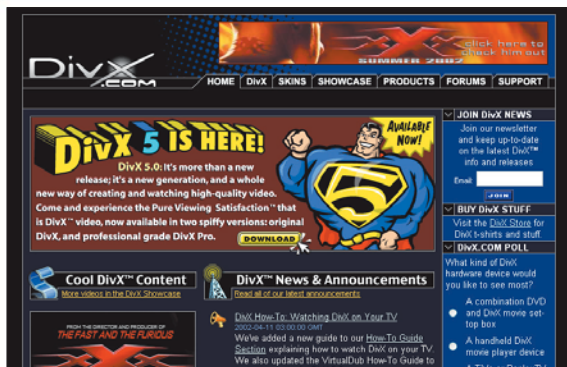 click here to
check him out
SUMMER 2002
DivX
.COM
HOME DivX SKINS SHOWCASE PRODUCTS FORUMS SUPPORT
DivX 5 IS HERE!
AVAILABLE
NOW!
DivX 5.0: It's more than a new
release; it's a new generation, and a whole
new way of creating and watching high-quality video.
Come and experience the Pure Viewing Satisfaction™ that
is DivX™ video, now available in two spiffy versions: original
DivX, and professional grade DivX Pro.
DOWNLOAD
5
JOIN DivX NEWS
Join our newsletter
and keep up-to-date
on the latest DivX™
info and releases
Email:
JOIN
BUY DivX STUFF
Visit the DivX Store for
DivX t-shirts and stuff.
DivX.COM POLL
What kind of DivX
hardware device would
you like to see most?
A combination DVD
and DivX movie set-
top box
A handheld DivX
movie player device
Cool DivX™ Content
More videos in the DivX Showcase
FROM THE DIRECTOR AND PRODUCER OF
THE FAST AND THE FURIOUS
DivX™ News & Announcements
Read all of our latest announcements
DivX How-To: Watching DivX on Your TV
2002-04-11 03:00:00 GMT
We've added a new guide to our How-To Guide
Section explaining how to watch DivX on your TV.
We also updated the VirtualDub How-To Guide to